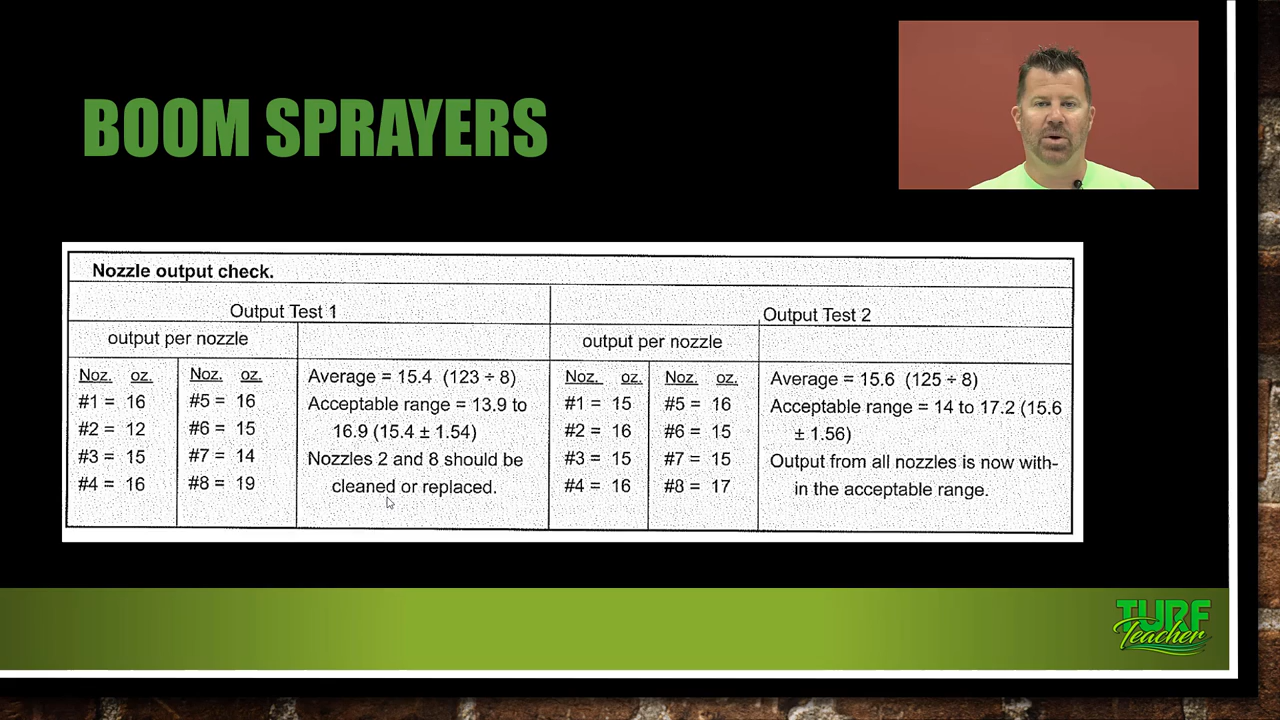 BOOM SPRAYERS
Nozzle output check.
Output Test 1
Output Test 2
output per nozzle
output per nozzle
Noz. oz.
#1 = 16
#2 = 12
#3 = 15
#4 = 16
Noz. oz.
#5 = 16
#6 = 15
#7 = 14
#8 = 19
Average = 15.4 (123 ÷ 8)
Acceptable range = 13.9 to
16.9 (15.4 ± 1.54)
Nozzles 2 and 8 should be
cleaned or replaced.
Noz. oz.
#1 = 15
#2 = 16
#3 = 15
#4 = 16
Noz. oz.
#5 = 16
#6 = 15
#7 = 15
#8 = 17
Average = 15.6 (125 ÷ 8)
Acceptable range = 14 to 17.2 (15.6
± 1.56)
Output from all nozzles is now with-
in the acceptable range.
TURF
Teacher